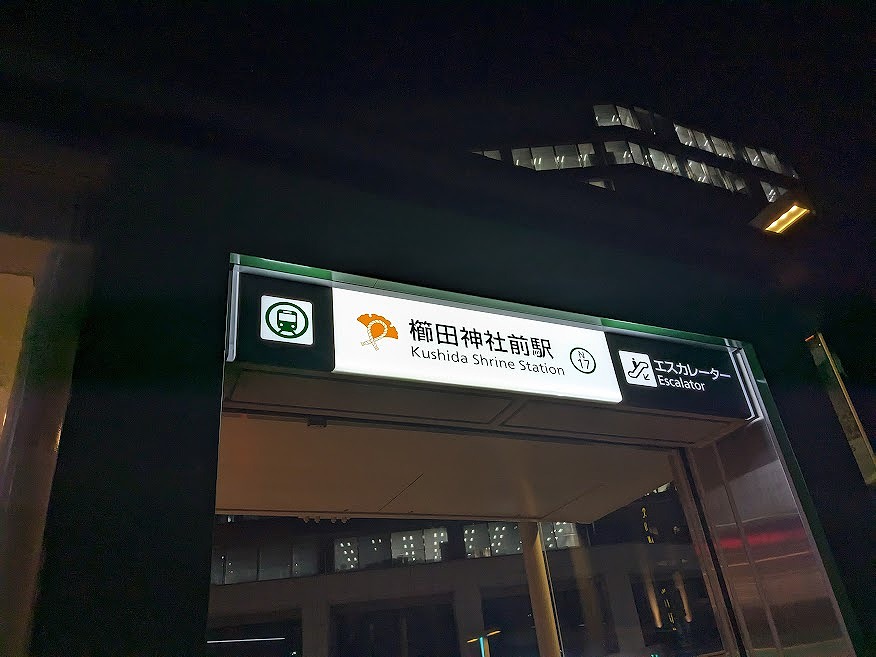 櫛田神社前駅
Kushida Shrine Station
N
17
エスカレーター
Escalator